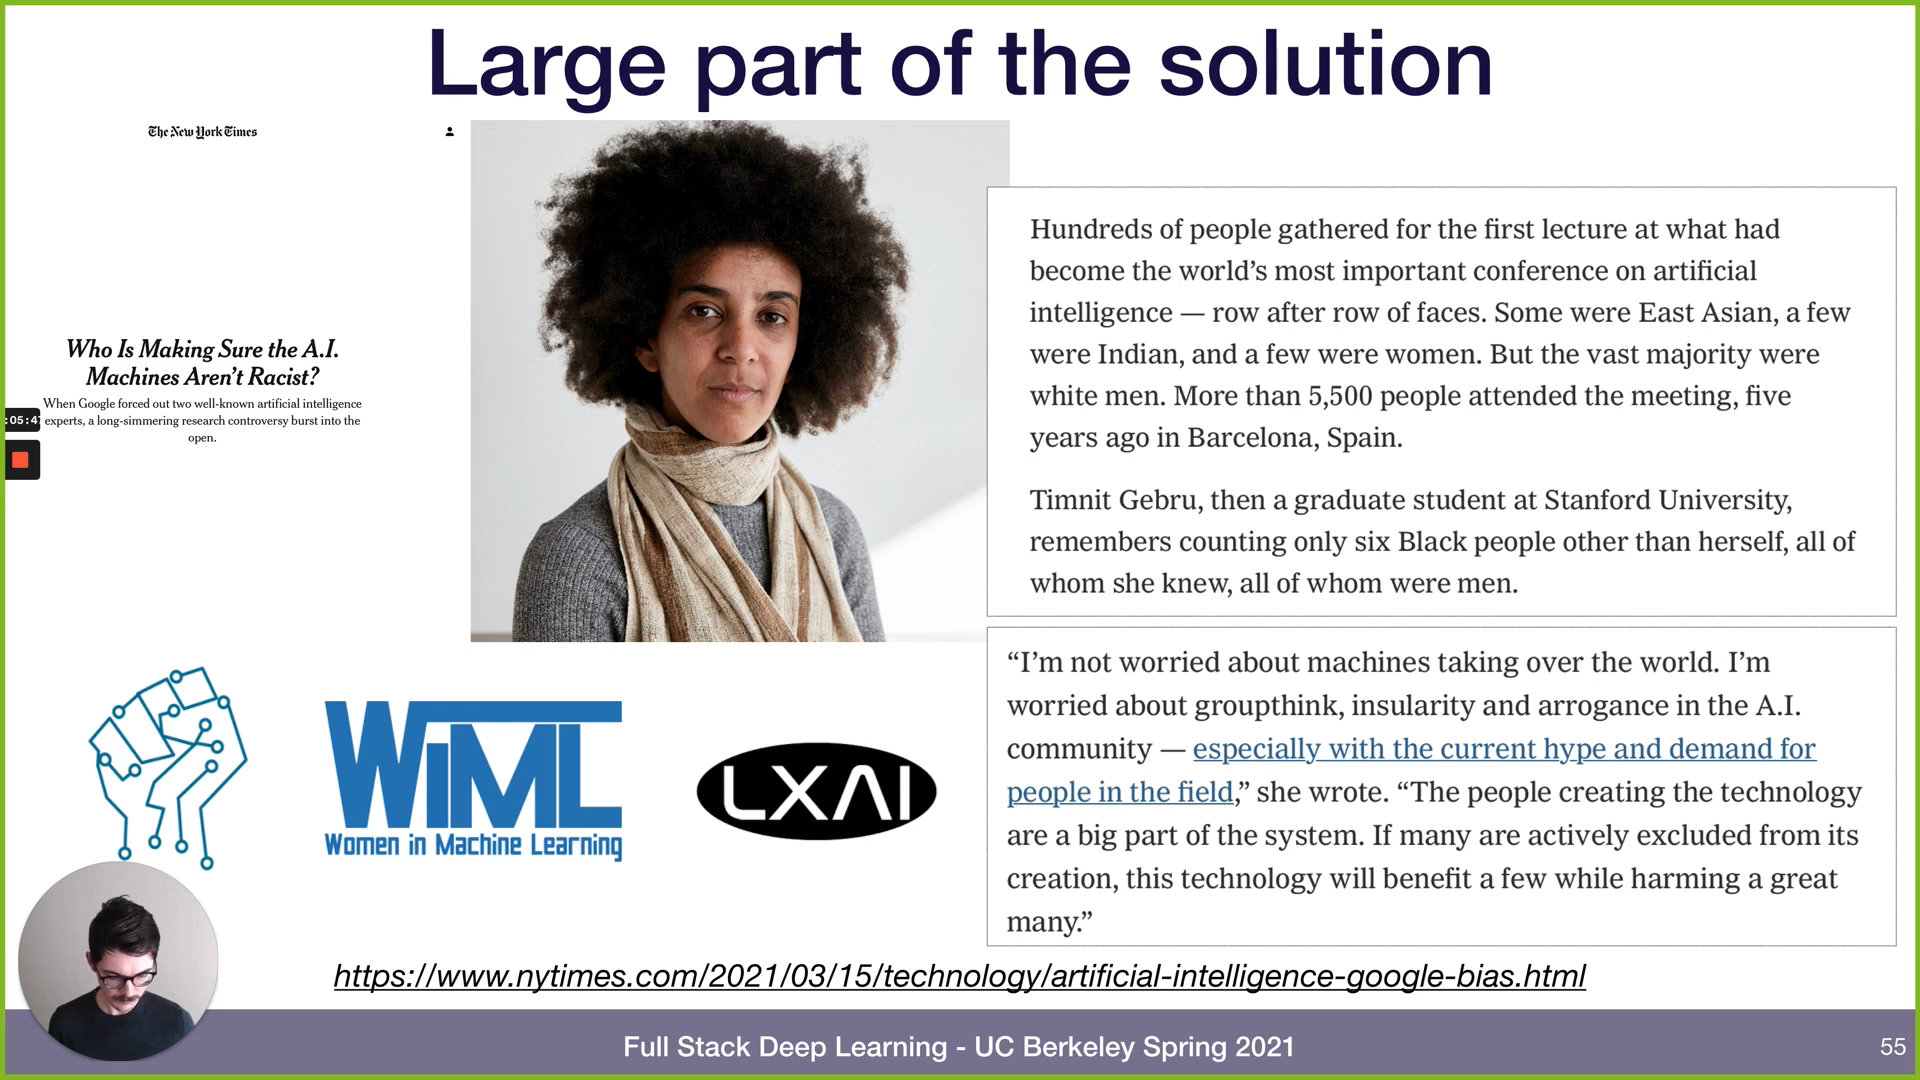 Large part of the solution
The New York Times
Who Is Making Sure the A.I.
Machines Aren’t Racist?
When Google forced out two well-known artificial intelligence
experts, a long-simmering research controversy burst into the
open.
:05:4
Hundreds of people gathered for the first lecture at what had
become the world’s most important conference on artificial
intelligence — row after row of faces. Some were East Asian, a few
were Indian, and a few were women. But the vast majority were
white men. More than 5,500 people attended the meeting, five
years ago in Barcelona, Spain.
Timnit Gebru, then a graduate student at Stanford University,
remembers counting only six Black people other than herself, all of
whom she knew, all of whom were men.
“I’m not worried about machines taking over the world. I’m
worried about groupthink, insularity and arrogance in the A.I.
community — especially with the current hype and demand for
people in the field,” she wrote. “The people creating the technology
are a big part of the system. If many are actively excluded from its
creation, this technology will benefit a few while harming a great
many.”
WiML
Women in Machine Learning
LXAI
https://www.nytimes.com/2021/03/15/technology/artificial-intelligence-google-bias.html
Full Stack Deep Learning - UC Berkeley Spring 2021
55